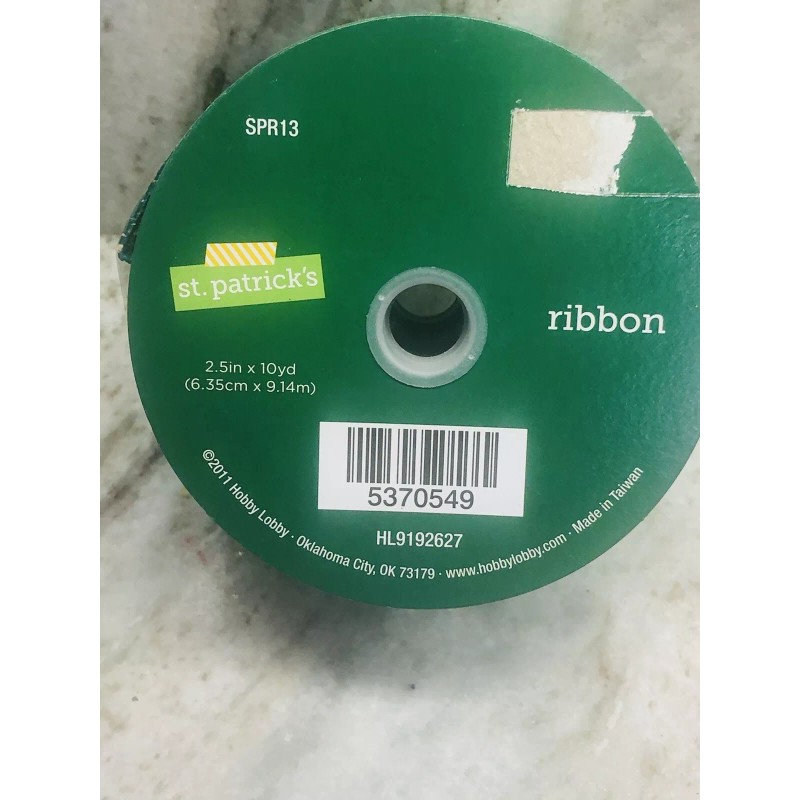 SPR13
st. patrick's
ribbon
2.5in x 10yd
(6.35cm x 9.14m)
5370549
HL9192627
©2011 Hobby Lobby · Oklahoma City, OK 73179 · www.hobbylobby.com · Made in Taiwan